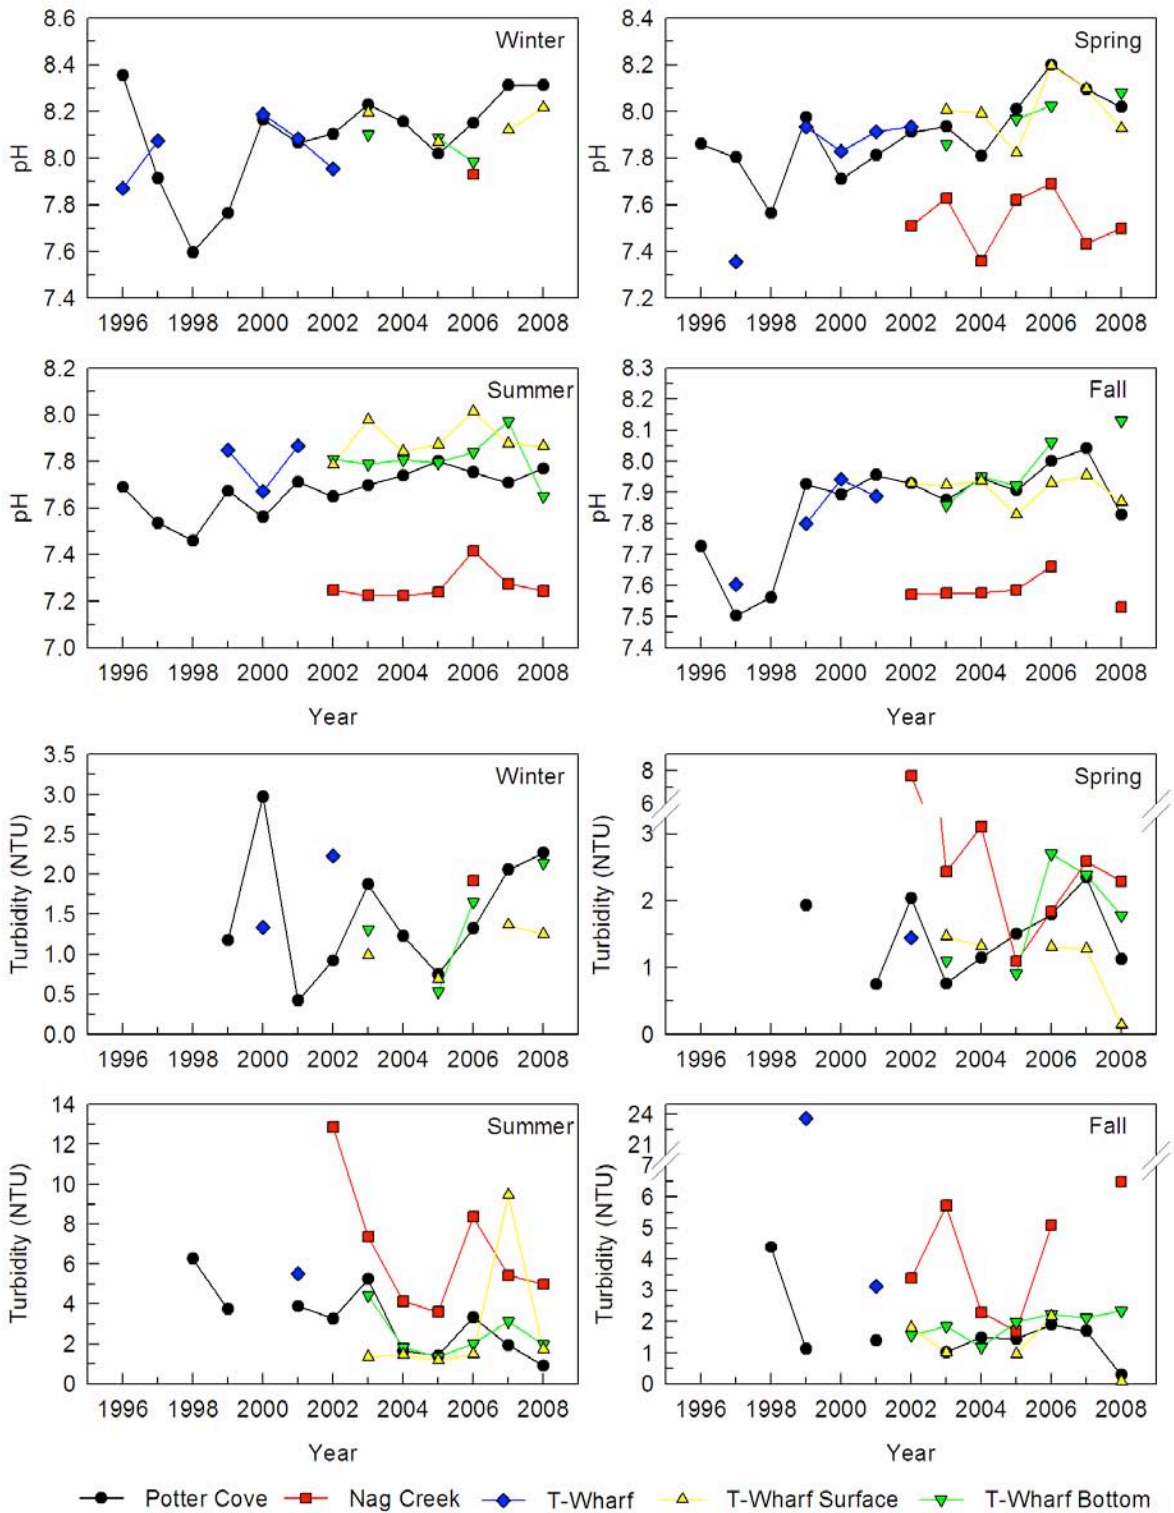 8.6
8.4
8.2
8.0
7.8
7.6
7.4
pH
Winter
1996 1998 2000 2002 2004 2006 2008
8.4
8.2
8.0
7.8
7.6
7.4
7.2
pH
Spring
1996 1998 2000 2002 2004 2006 2008
8.2
8.0
7.8
7.6
7.4
7.2
7.0
pH
Summer
1996 1998 2000 2002 2004 2006 2008
Year
8.3
8.2
8.1
8.0
7.9
7.8
7.7
7.6
7.5
7.4
pH
Fall
1996 1998 2000 2002 2004 2006 2008
Year
3.5
3.0
2.5
2.0
1.5
1.0
0.5
0.0
Turbidity (NTU)
Winter
1996 1998 2000 2002 2004 2006 2008
8
6
3
2
1
0
Turbidity (NTU)
Spring
1996 1998 2000 2002 2004 2006 2008
14
12
10
8
6
4
2
0
Turbidity (NTU)
Summer
1996 1998 2000 2002 2004 2006 2008
Year
24
21
7
6
5
4
3
2
1
0
Turbidity (NTU)
Fall
1996 1998 2000 2002 2004 2006 2008
Year
Potter Cove Nag Creek T-Wharf T-Wharf Surface T-Wharf Bottom